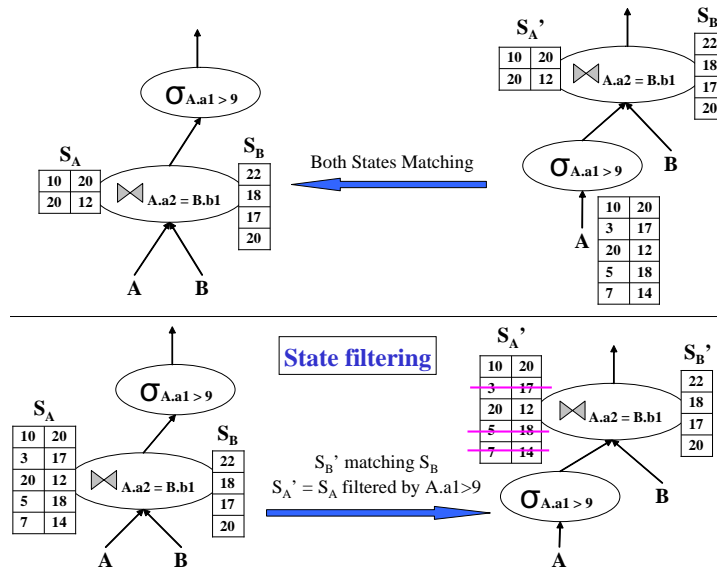 S_A'
10 20
20 12
⋈ A.a2 = B.b1
S_B
22
18
17
20
σ A.a1 > 9
S_A
10 20
20 12
⋈ A.a2 = B.b1
S_B
22
18
17
20
A B
Both States Matching
σ A.a1 > 9
B
A
10 20
3 17
20 12
5 18
7 14
State filtering
σ A.a1 > 9
S_A
10 20
3 17
20 12
5 18
7 14
⋈ A.a2 = B.b1
S_B
22
18
17
20
A B
S_B' matching S_B
S_A' = S_A filtered by A.a1>9
S_A'
10 20
3 17
20 12
5 18
7 14
⋈ A.a2 = B.b1
S_B'
22
18
17
20
σ A.a1 > 9
B
A